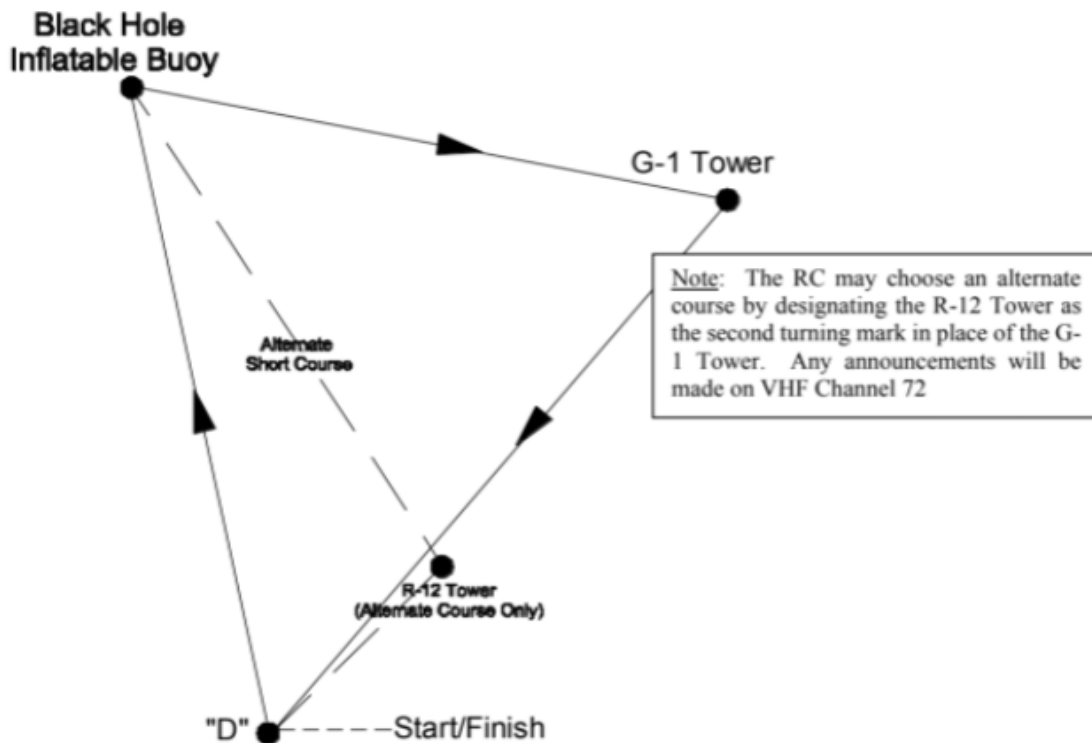 Black Hole
Inflatable Buoy
G-1 Tower
Note: The RC may choose an alternate
course by designating the R-12 Tower as
the second turning mark in place of the G-
1 Tower. Any announcements will be
made on VHF Channel 72
Alternate
Short Course
R-12 Tower
(Alternate Course Only)
"D"
Start/Finish